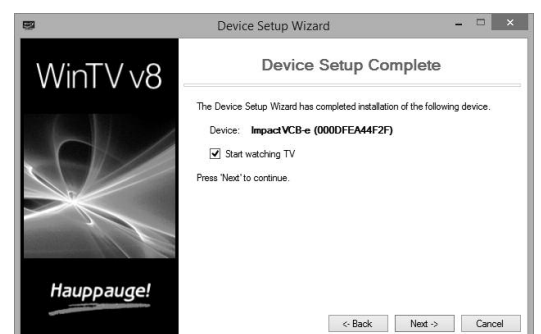 Device Setup Wizard
WinTV v8
Hauppauge!
Device Setup Complete
The Device Setup Wizard has completed installation of the following device.
Device: ImpactVCB-e (000DFEA44F2F)
Start watching TV
Press 'Next' to continue.
<- Back Next -> Cancel